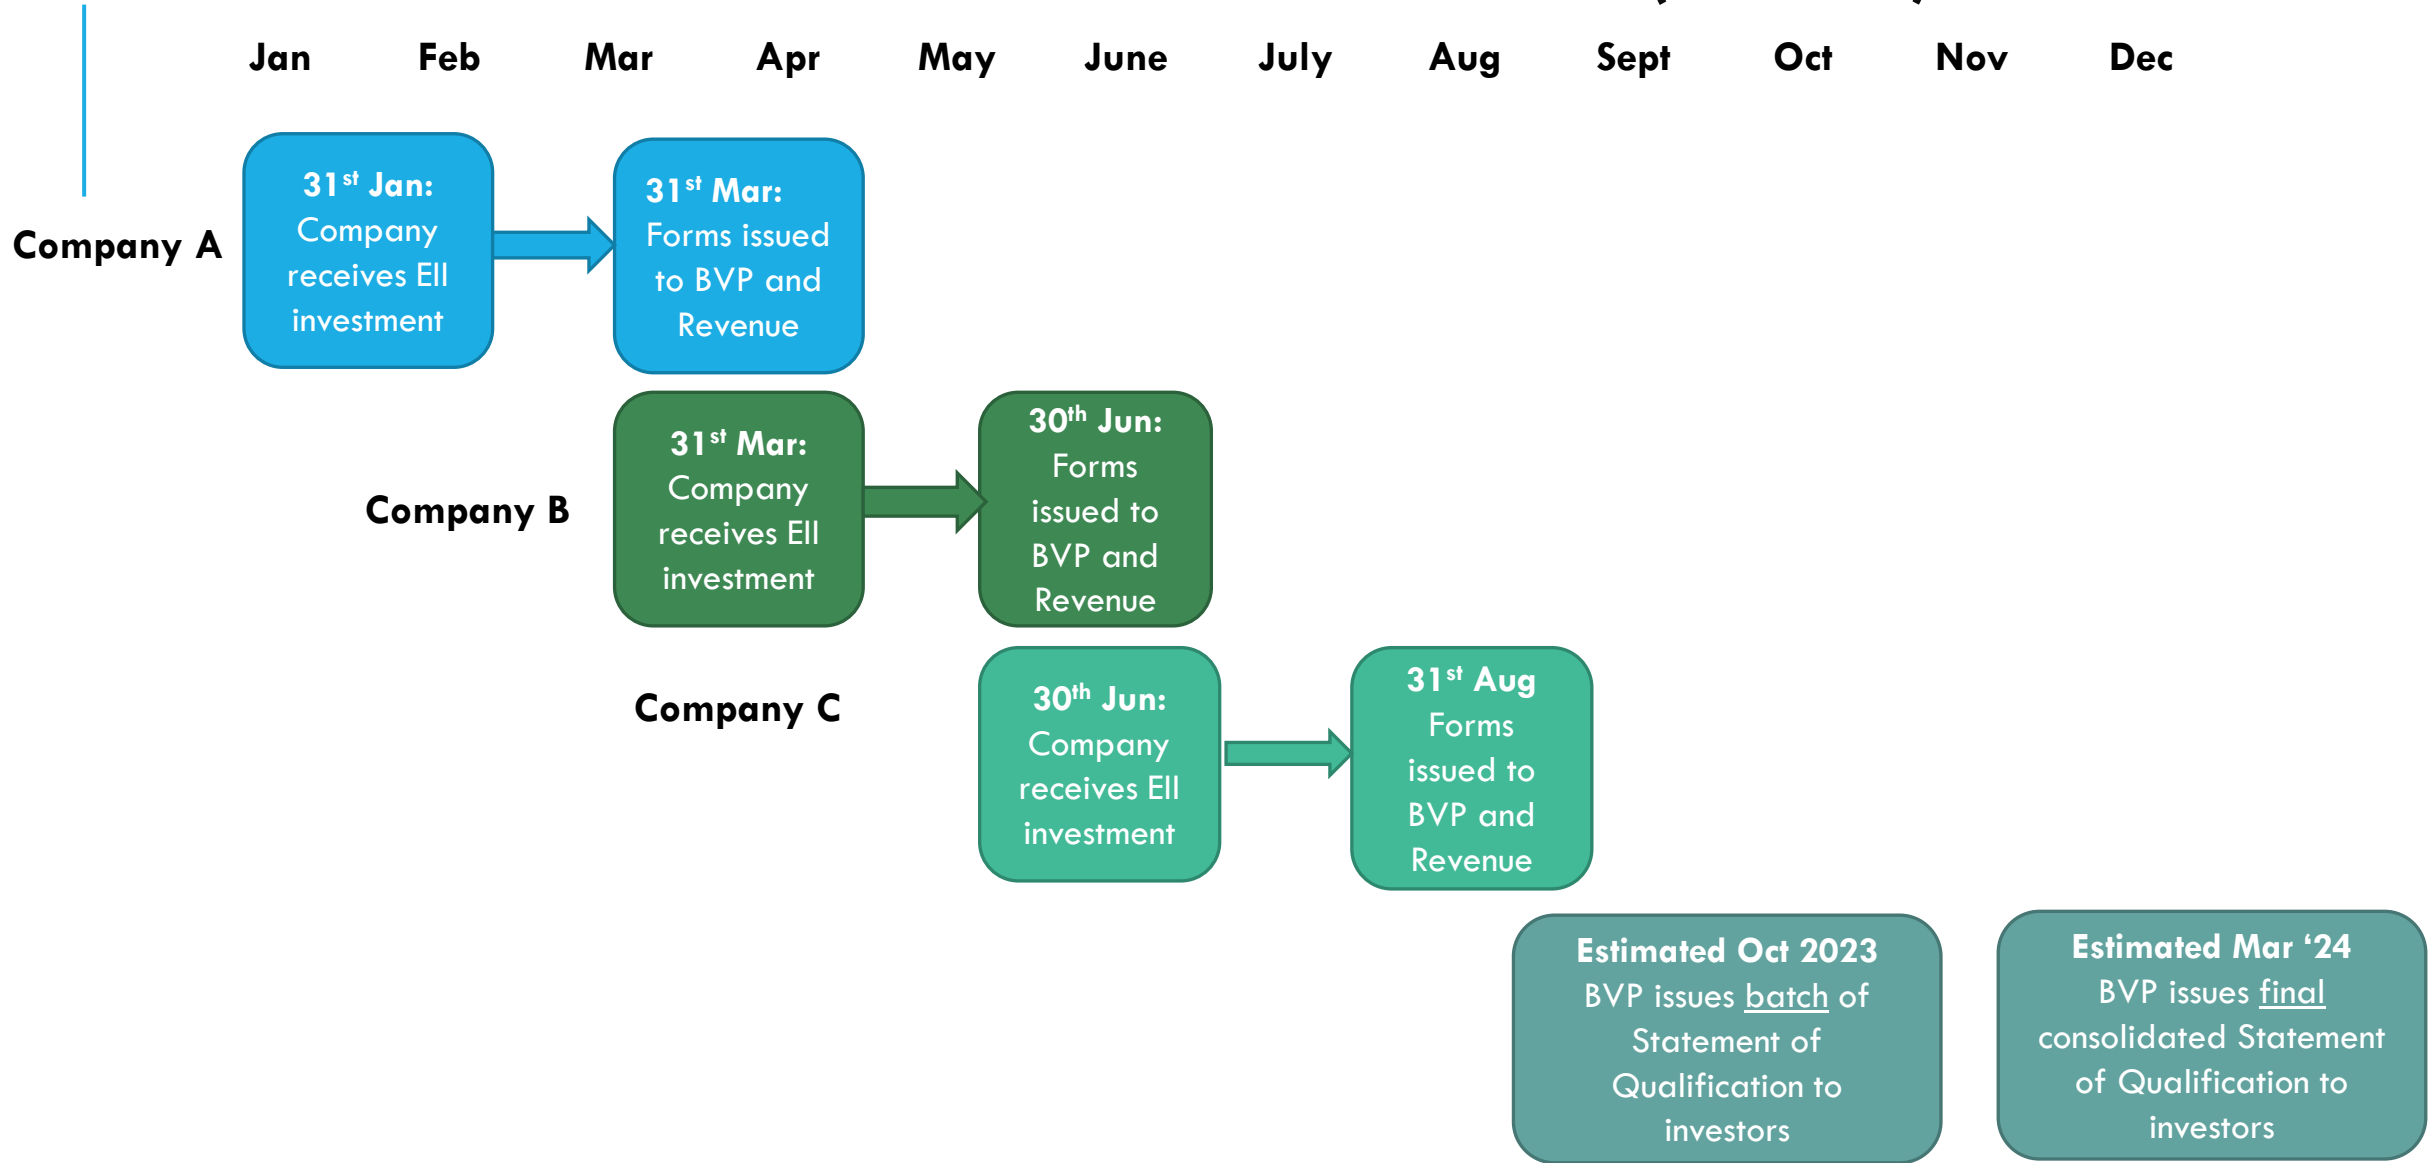 Jan Feb Mar Apr May June July Aug Sept Oct Nov Dec
Company A
31st Jan:
Company
receives EII
investment
31st Mar:
Forms issued
to BVP and
Revenue
Company B
31st Mar:
Company
receives EII
investment
30th Jun:
Forms
issued to
BVP and
Revenue
Company C
30th Jun:
Company
receives EII
investment
31st Aug
Forms
issued to
BVP and
Revenue
Estimated Oct 2023
BVP issues batch of
Statement of
Qualification to
investors
Estimated Mar ‘24
BVP issues final
consolidated Statement
of Qualification to
investors